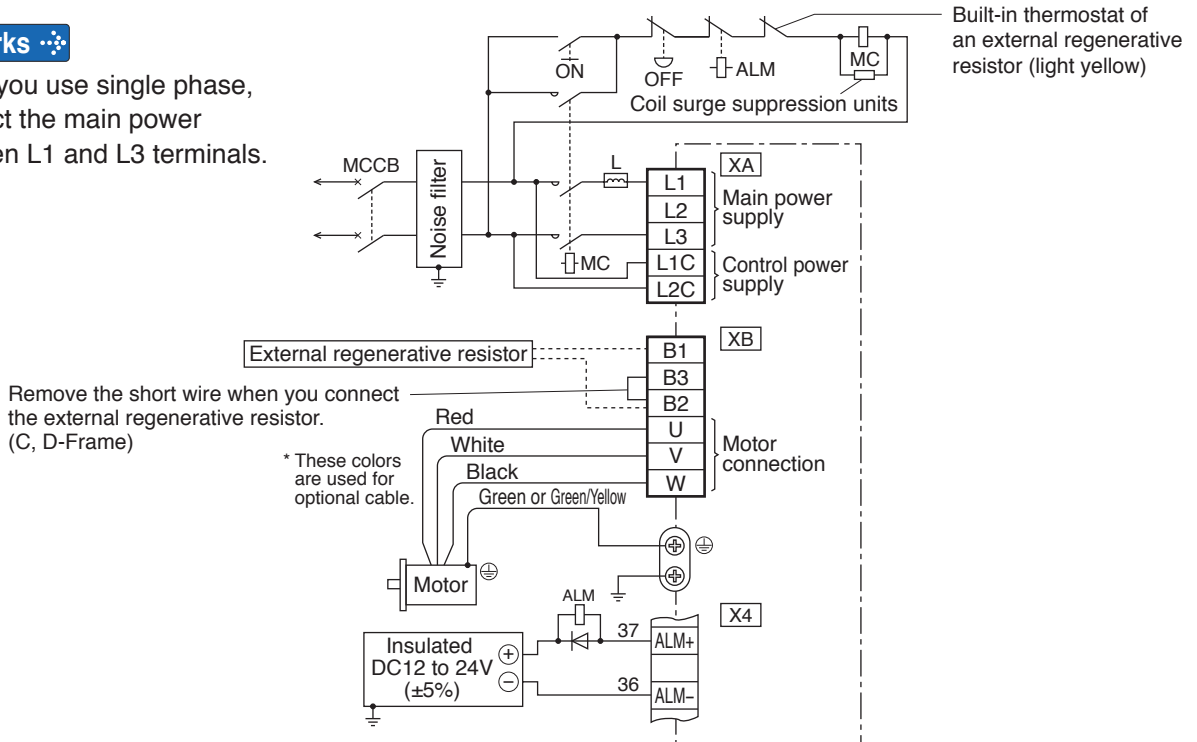 rks
you use single phase,
ct the main power
en L1 and L3 terminals.
Built-in thermostat of
an external regenerative
resistor (light yellow)
ON
OFF
ALM
MC
Coil surge suppression units
MCCB
Noise filter
L
MC
XA
L1
L2
L3
L1C
L2C
Main power
supply
Control power
supply
XB
External regenerative resistor
B1
B3
B2
U
V
W
Remove the short wire when you connect
the external regenerative resistor.
(C, D-Frame)
Red
White
Black
Green or Green/Yellow
* These colors
are used for
optional cable.
Motor
connection
Motor
ALM
X4
Insulated
DC12 to 24V
(±5%)
+
−
37
ALM+
36
ALM−